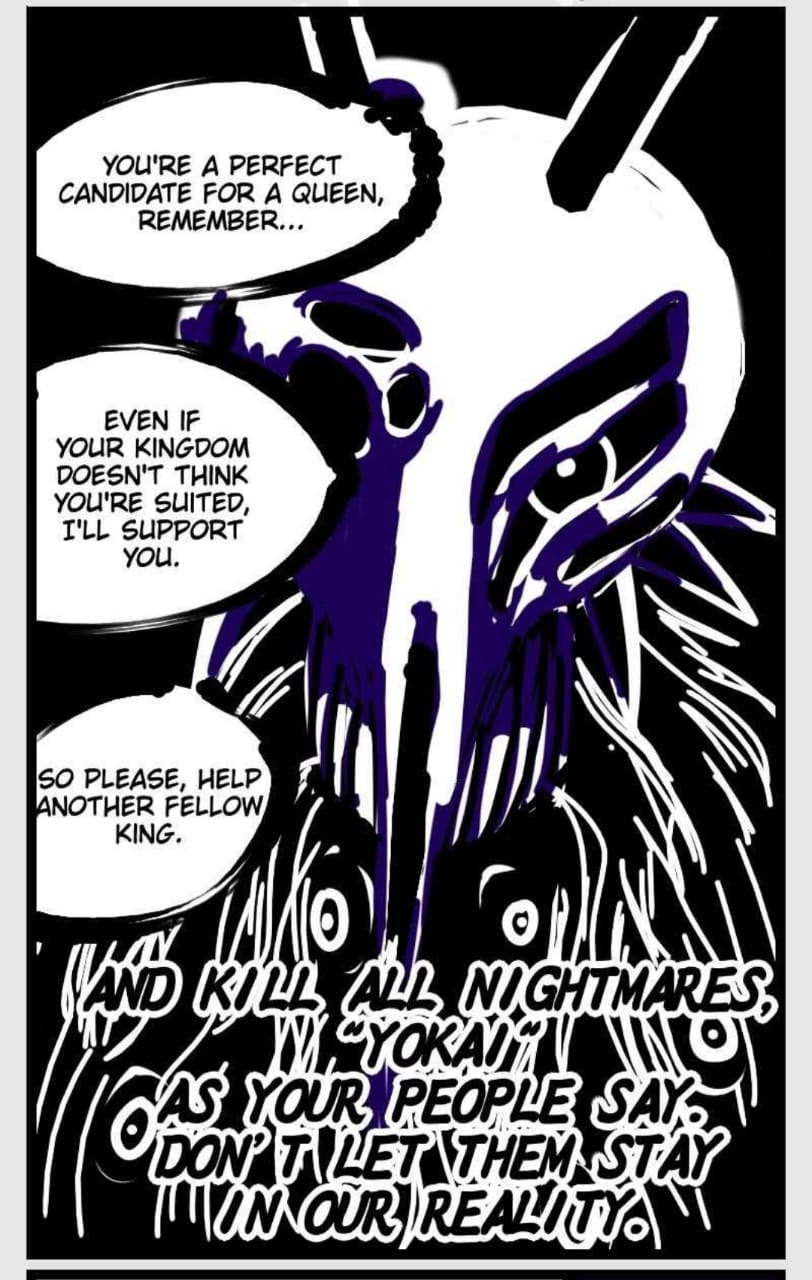 YOU'RE A PERFECT
CANDIDATE FOR A QUEEN,
REMEMBER...
EVEN IF
YOUR KINGDOM
DOESN'T THINK
YOU'RE SUITED,
I'LL SUPPORT
YOU.
SO PLEASE, HELP
ANOTHER FELLOW
KING.
AND KILL ALL NIGHTMARES,
“YOKAI“
AS YOUR PEOPLE SAY.
DON'T LET THEM STAY
IN OUR REALITY.